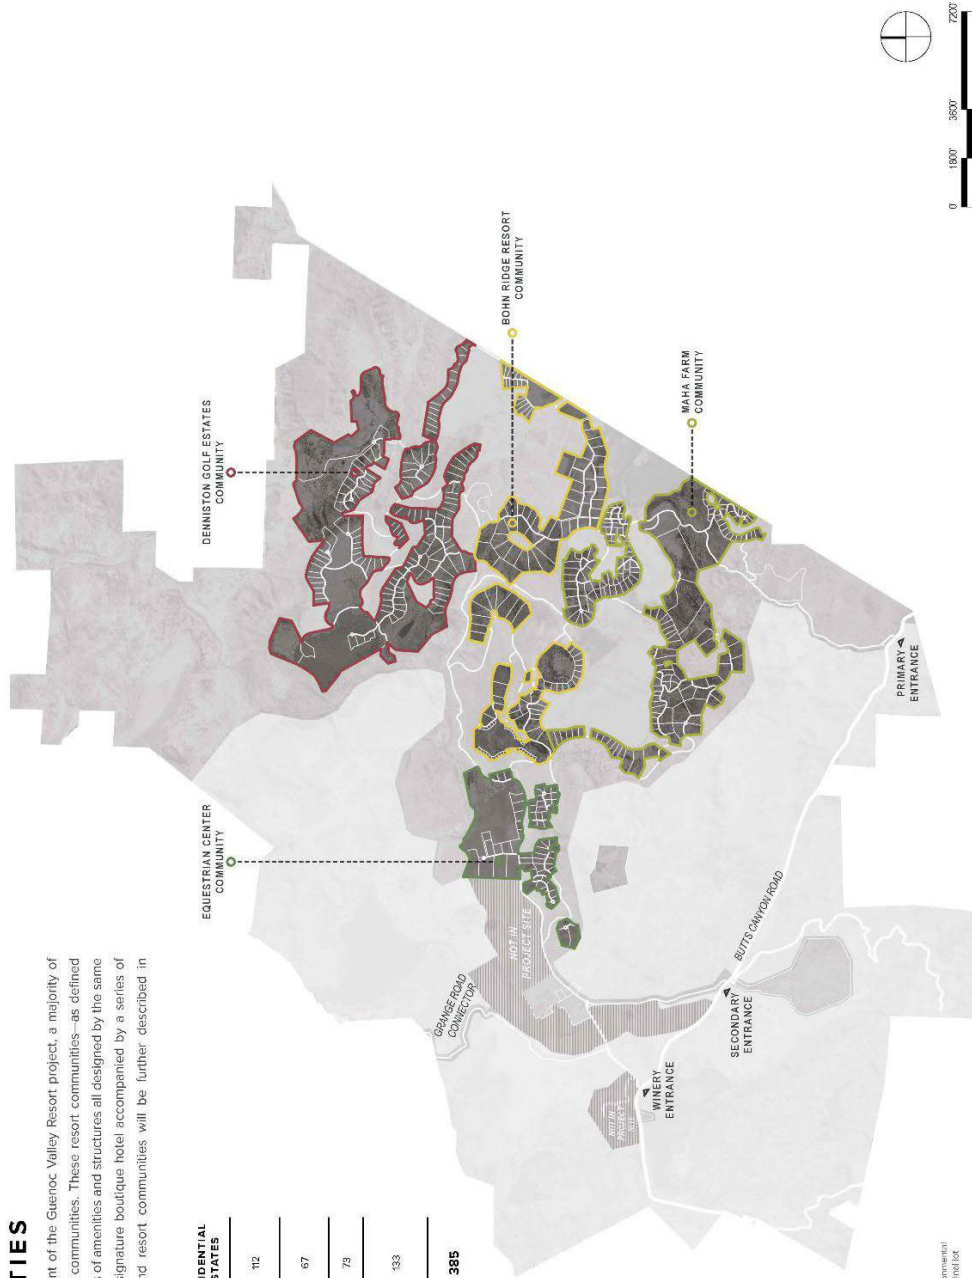 TIES
nt of the Guenoc Valley Resort project, a majority of
communities. These resort communities—as defined
s of amenities and structures all designed by the same
signature boutique hotel accompanied by a series of
nd resort communities will be further described in
IDENTIAL
STATES
112
67
73
133
385
EQUESTRIAN CENTER
COMMUNITY
DENNISTON GOLF ESTATES
COMMUNITY
BOHN RIDGE RESORT
COMMUNITY
MAHA FARM
COMMUNITY
GRANGE ROAD
CONNECTOR
NOT IN
PROJECT SITE
NOT IN
PROJECT
SITE
WINERY
ENTRANCE
SECONDARY
ENTRANCE
BUTTS CANYON ROAD
PRIMARY
ENTRANCE
0'
1800'
3600'
7200'
onmental
nal lot